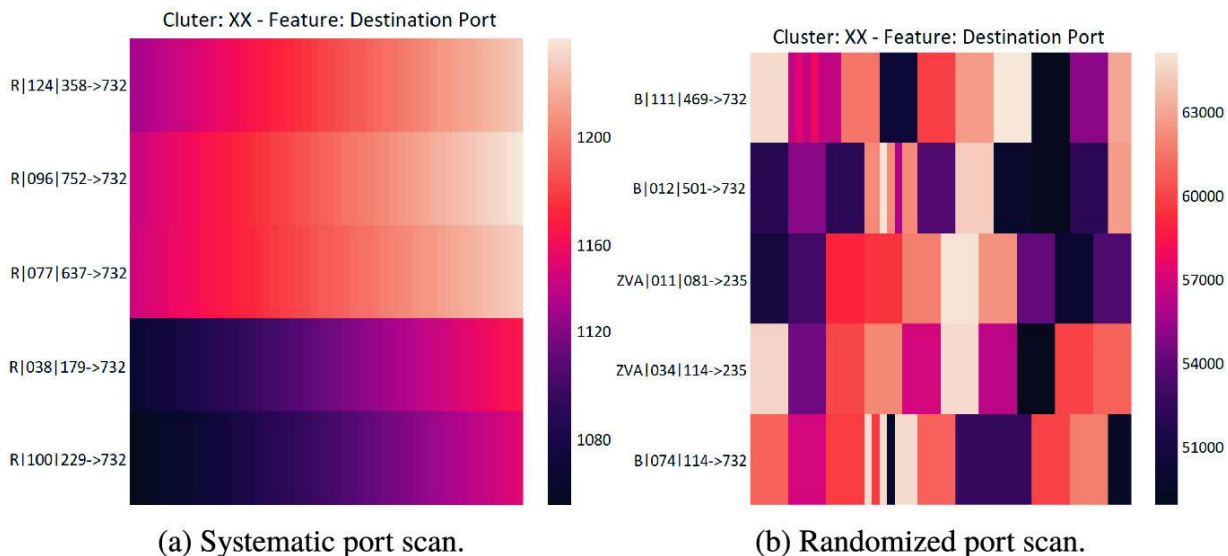 Cluter: XX - Feature: Destination Port
R|124|358->732
R|096|752->732
R|077|637->732
R|038|179->732
R|100|229->732
1200
1160
1120
1080
(a) Systematic port scan.
Cluster: XX - Feature: Destination Port
B|111|469->732
B|012|501->732
ZVA|011|081->235
ZVA|034|114->235
B|074|114->732
63000
60000
57000
54000
51000
(b) Randomized port scan.